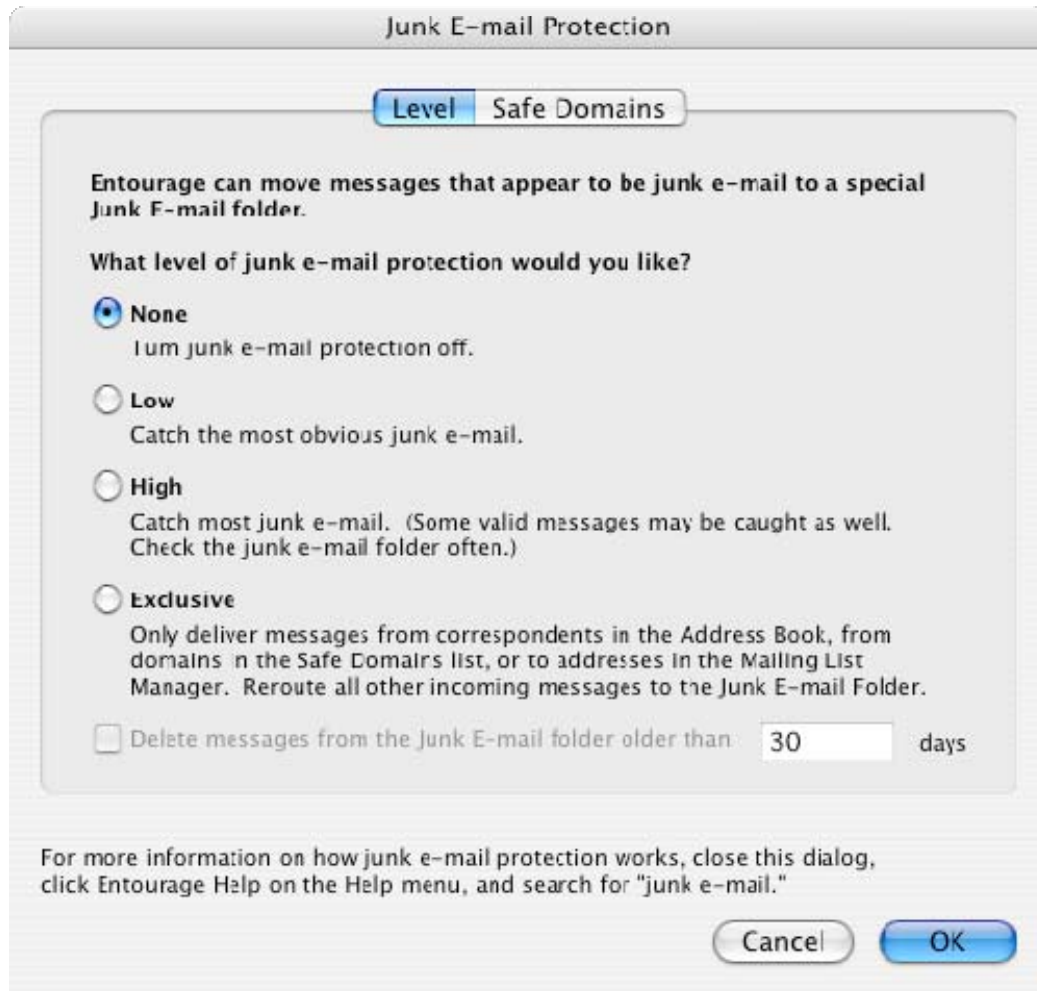 Junk E-mail Protection
Level Safe Domains
Entourage can move messages that appear to be junk e-mail to a special
Junk E-mail folder.
What level of junk e-mail protection would you like?
None
Turn junk e-mail protection off.
Low
Catch the most obvious junk e-mail.
High
Catch most junk e-mail. (Some valid messages may be caught as well.
Check the junk e-mail folder often.)
Exclusive
Only deliver messages from correspondents in the Address Book, from
domains in the Safe Domains list, or to addresses in the Mailing List
Manager. Reroute all other incoming messages to the Junk E-mail Folder.
Delete messages from the Junk E-mail folder older than 30 days
For more information on how junk e-mail protection works, close this dialog,
click Entourage Help on the Help menu, and search for "junk e-mail."
Cancel OK